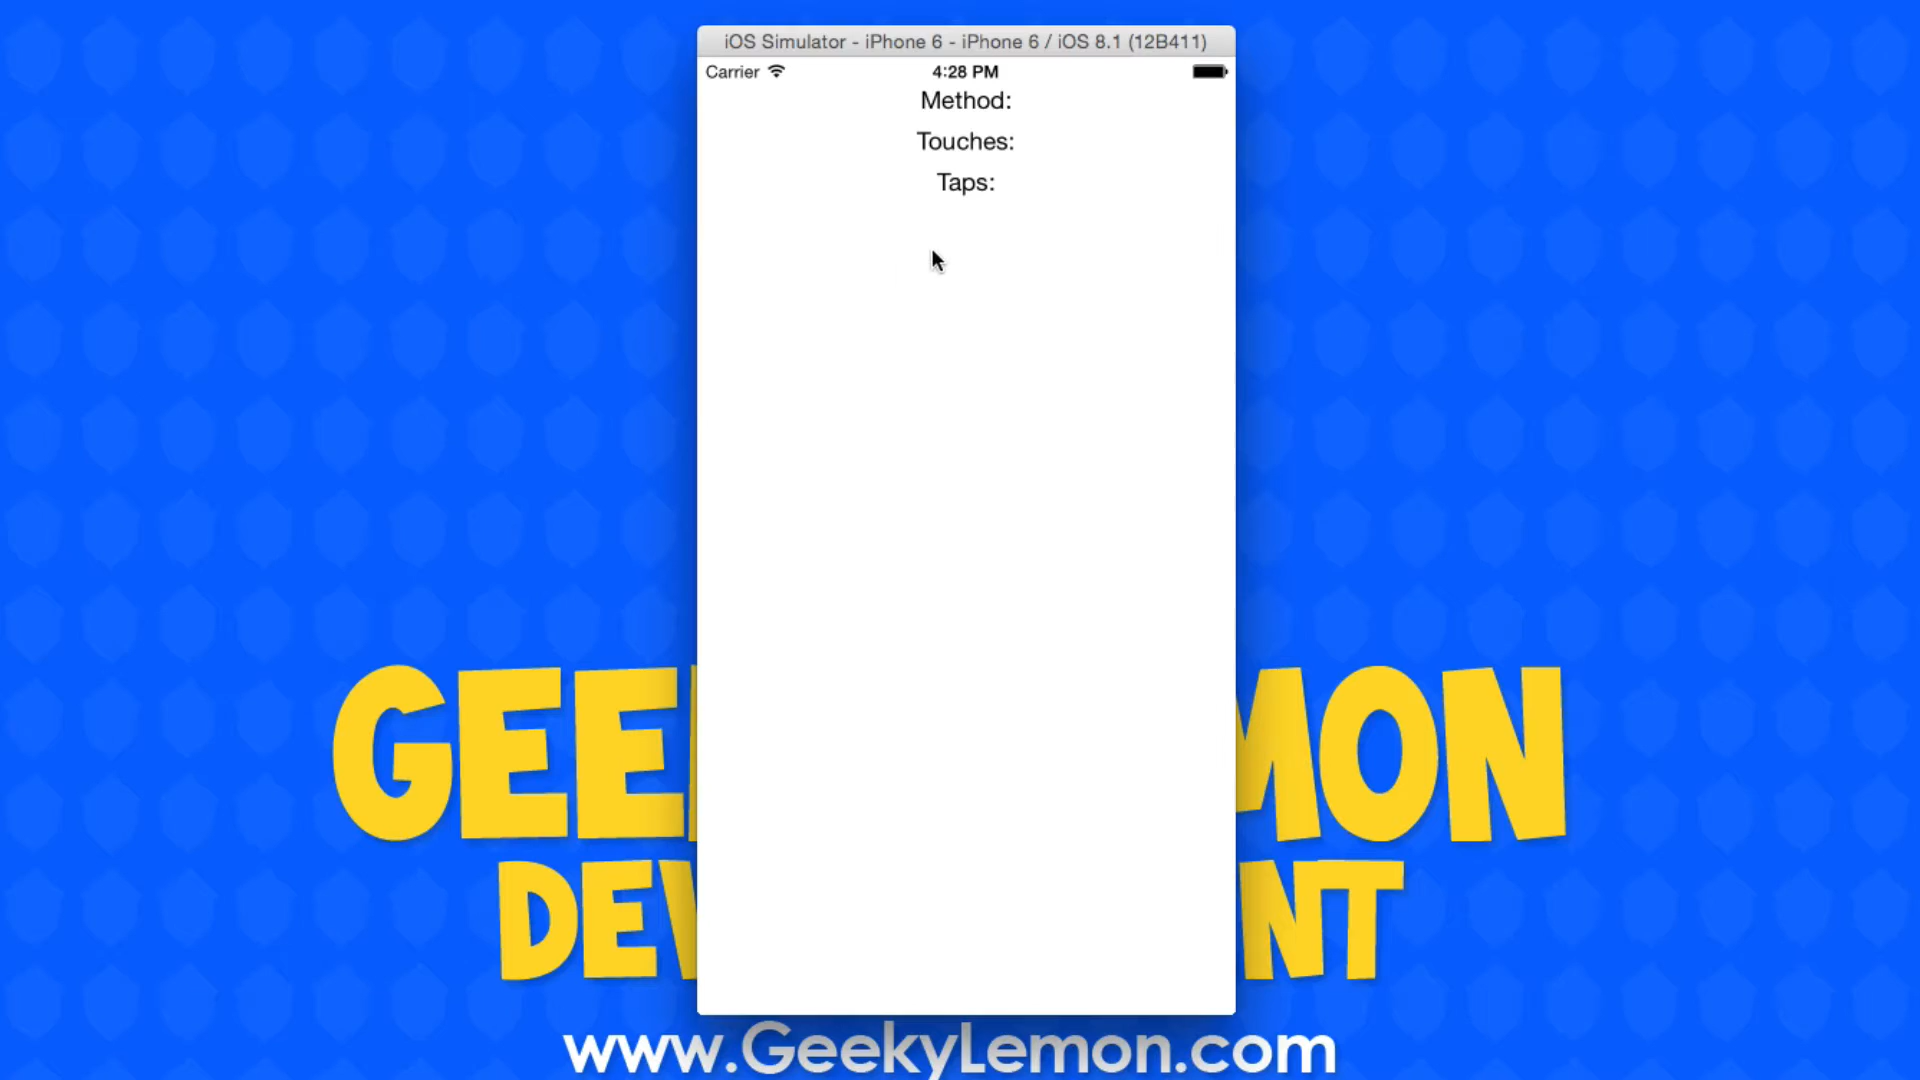 iOS Simulator - iPhone 6 - iPhone 6 / iOS 8.1 (12B411)
Carrier 4:28 PM
Method:
Touches:
Taps:
GEE MON
DEV NT
www.GeekyLemon.com